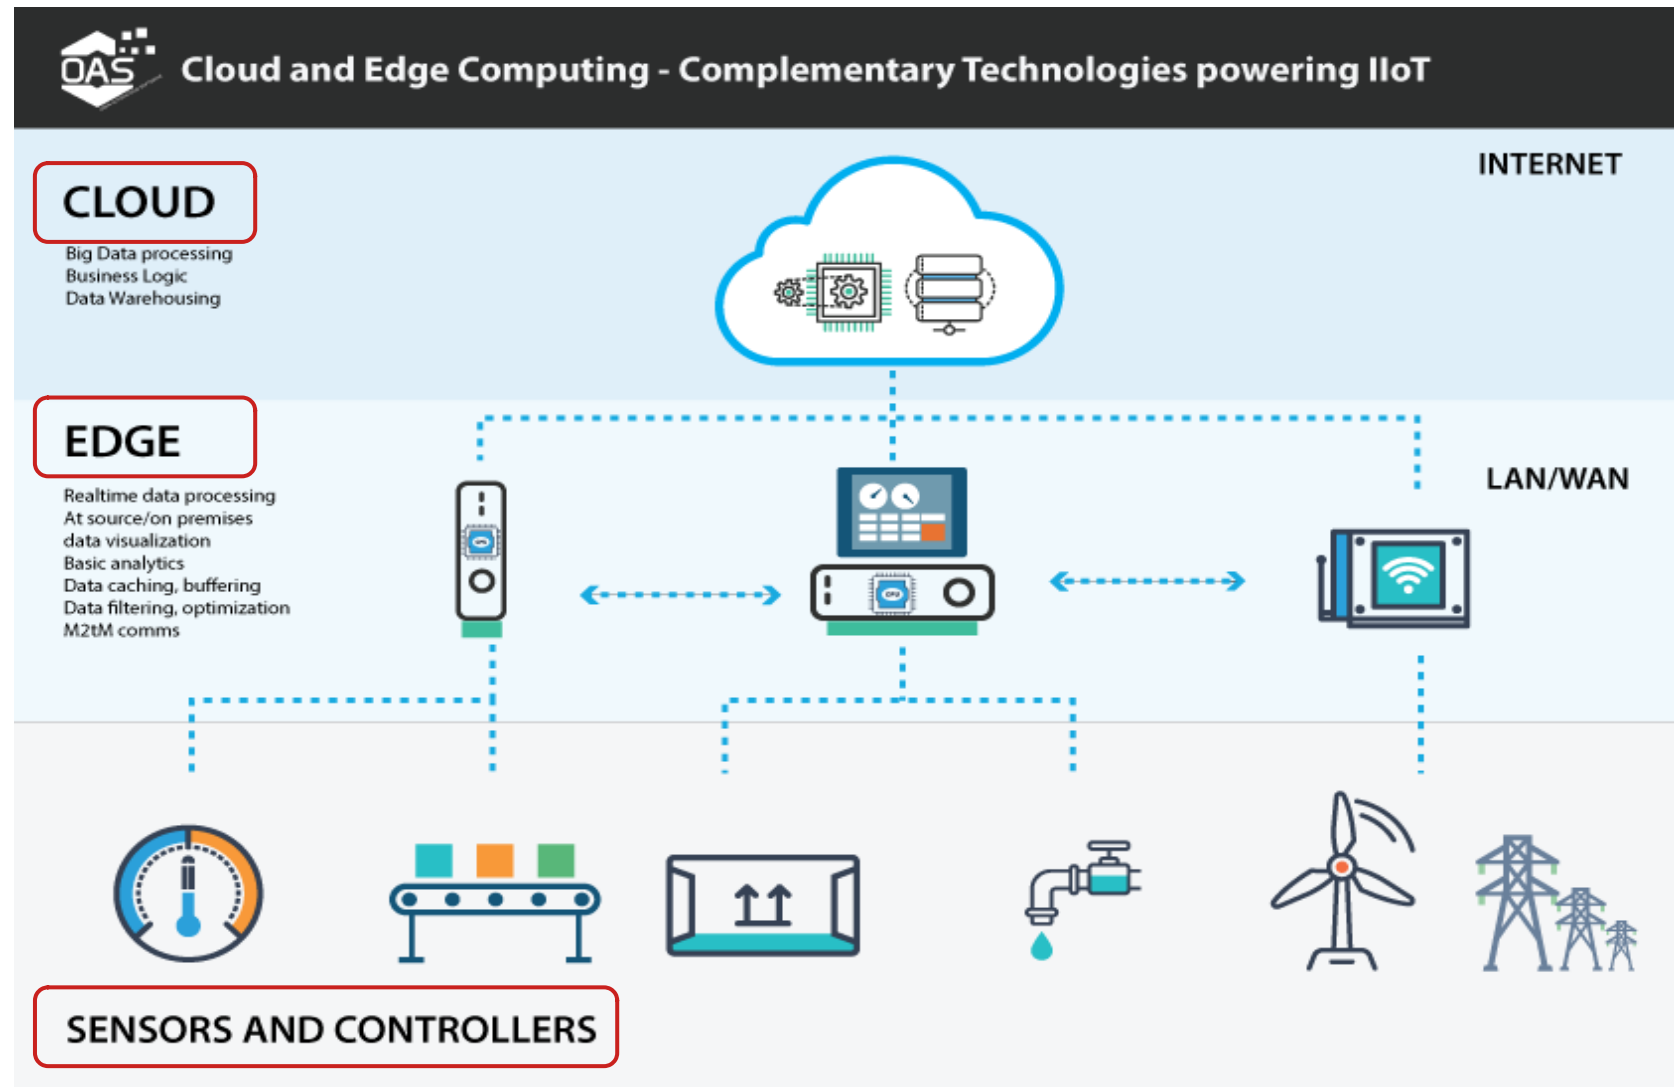 OAS
Cloud and Edge Computing - Complementary Technologies powering IIoT
INTERNET
CLOUD
Big Data processing
Business Logic
Data Warehousing
EDGE
LAN/WAN
Realtime data processing
At source/on premises
data visualization
Basic analytics
Data caching, buffering
Data filtering, optimization
M2tM comms
CPU
SENSORS AND CONTROLLERS